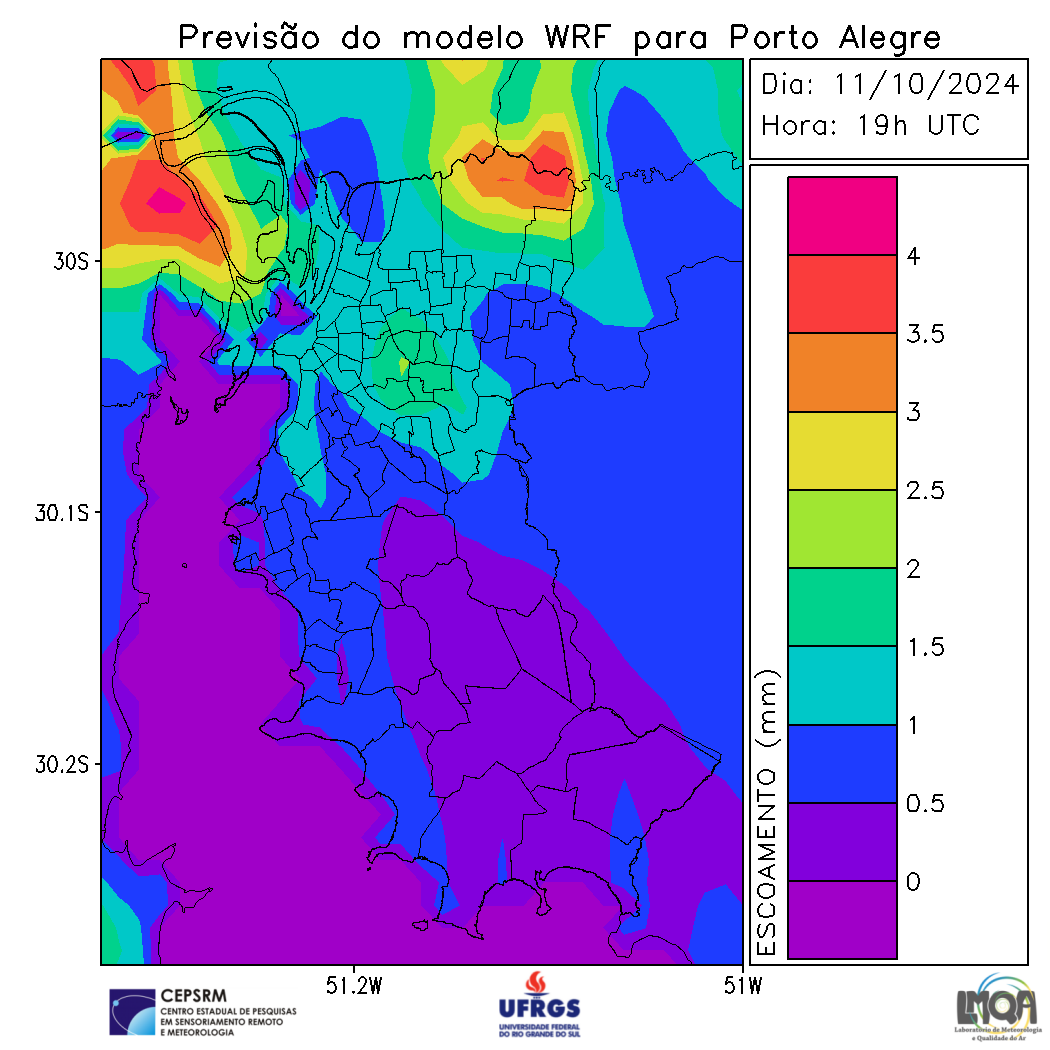 Previsão do modelo WRF para Porto Alegre
Dia: 11/10/2024
Hora: 19h UTC
30S
30.1S
30.2S
51.2W
51W
ESCOAMENTO (mm)
4
3.5
3
2.5
2
1.5
1
0.5
0
CEPSRM
CENTRO ESTADUAL DE PESQUISAS
EM SENSORIAMENTO REMOTO
E METEOROLOGIA
UFRGS
UNIVERSIDADE FEDERAL
DO RIO GRANDE DO SUL
LMQA
Laboratório de Meteorologia
e Qualidade do Ar